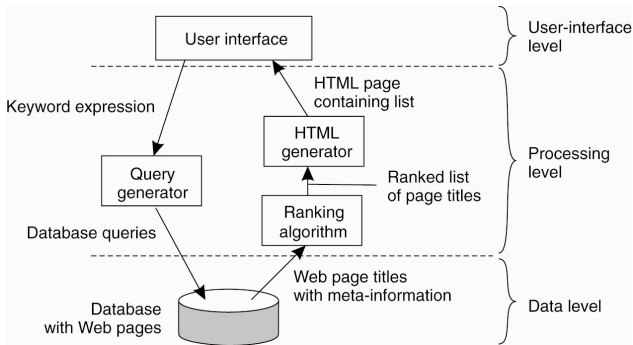 User interface
User-interface
level
Keyword expression
HTML page
containing list
HTML
generator
Processing
level
Query
generator
Ranked list
of page titles
Ranking
algorithm
Database queries
Web page titles
with meta-information
Database
with Web pages
Data level